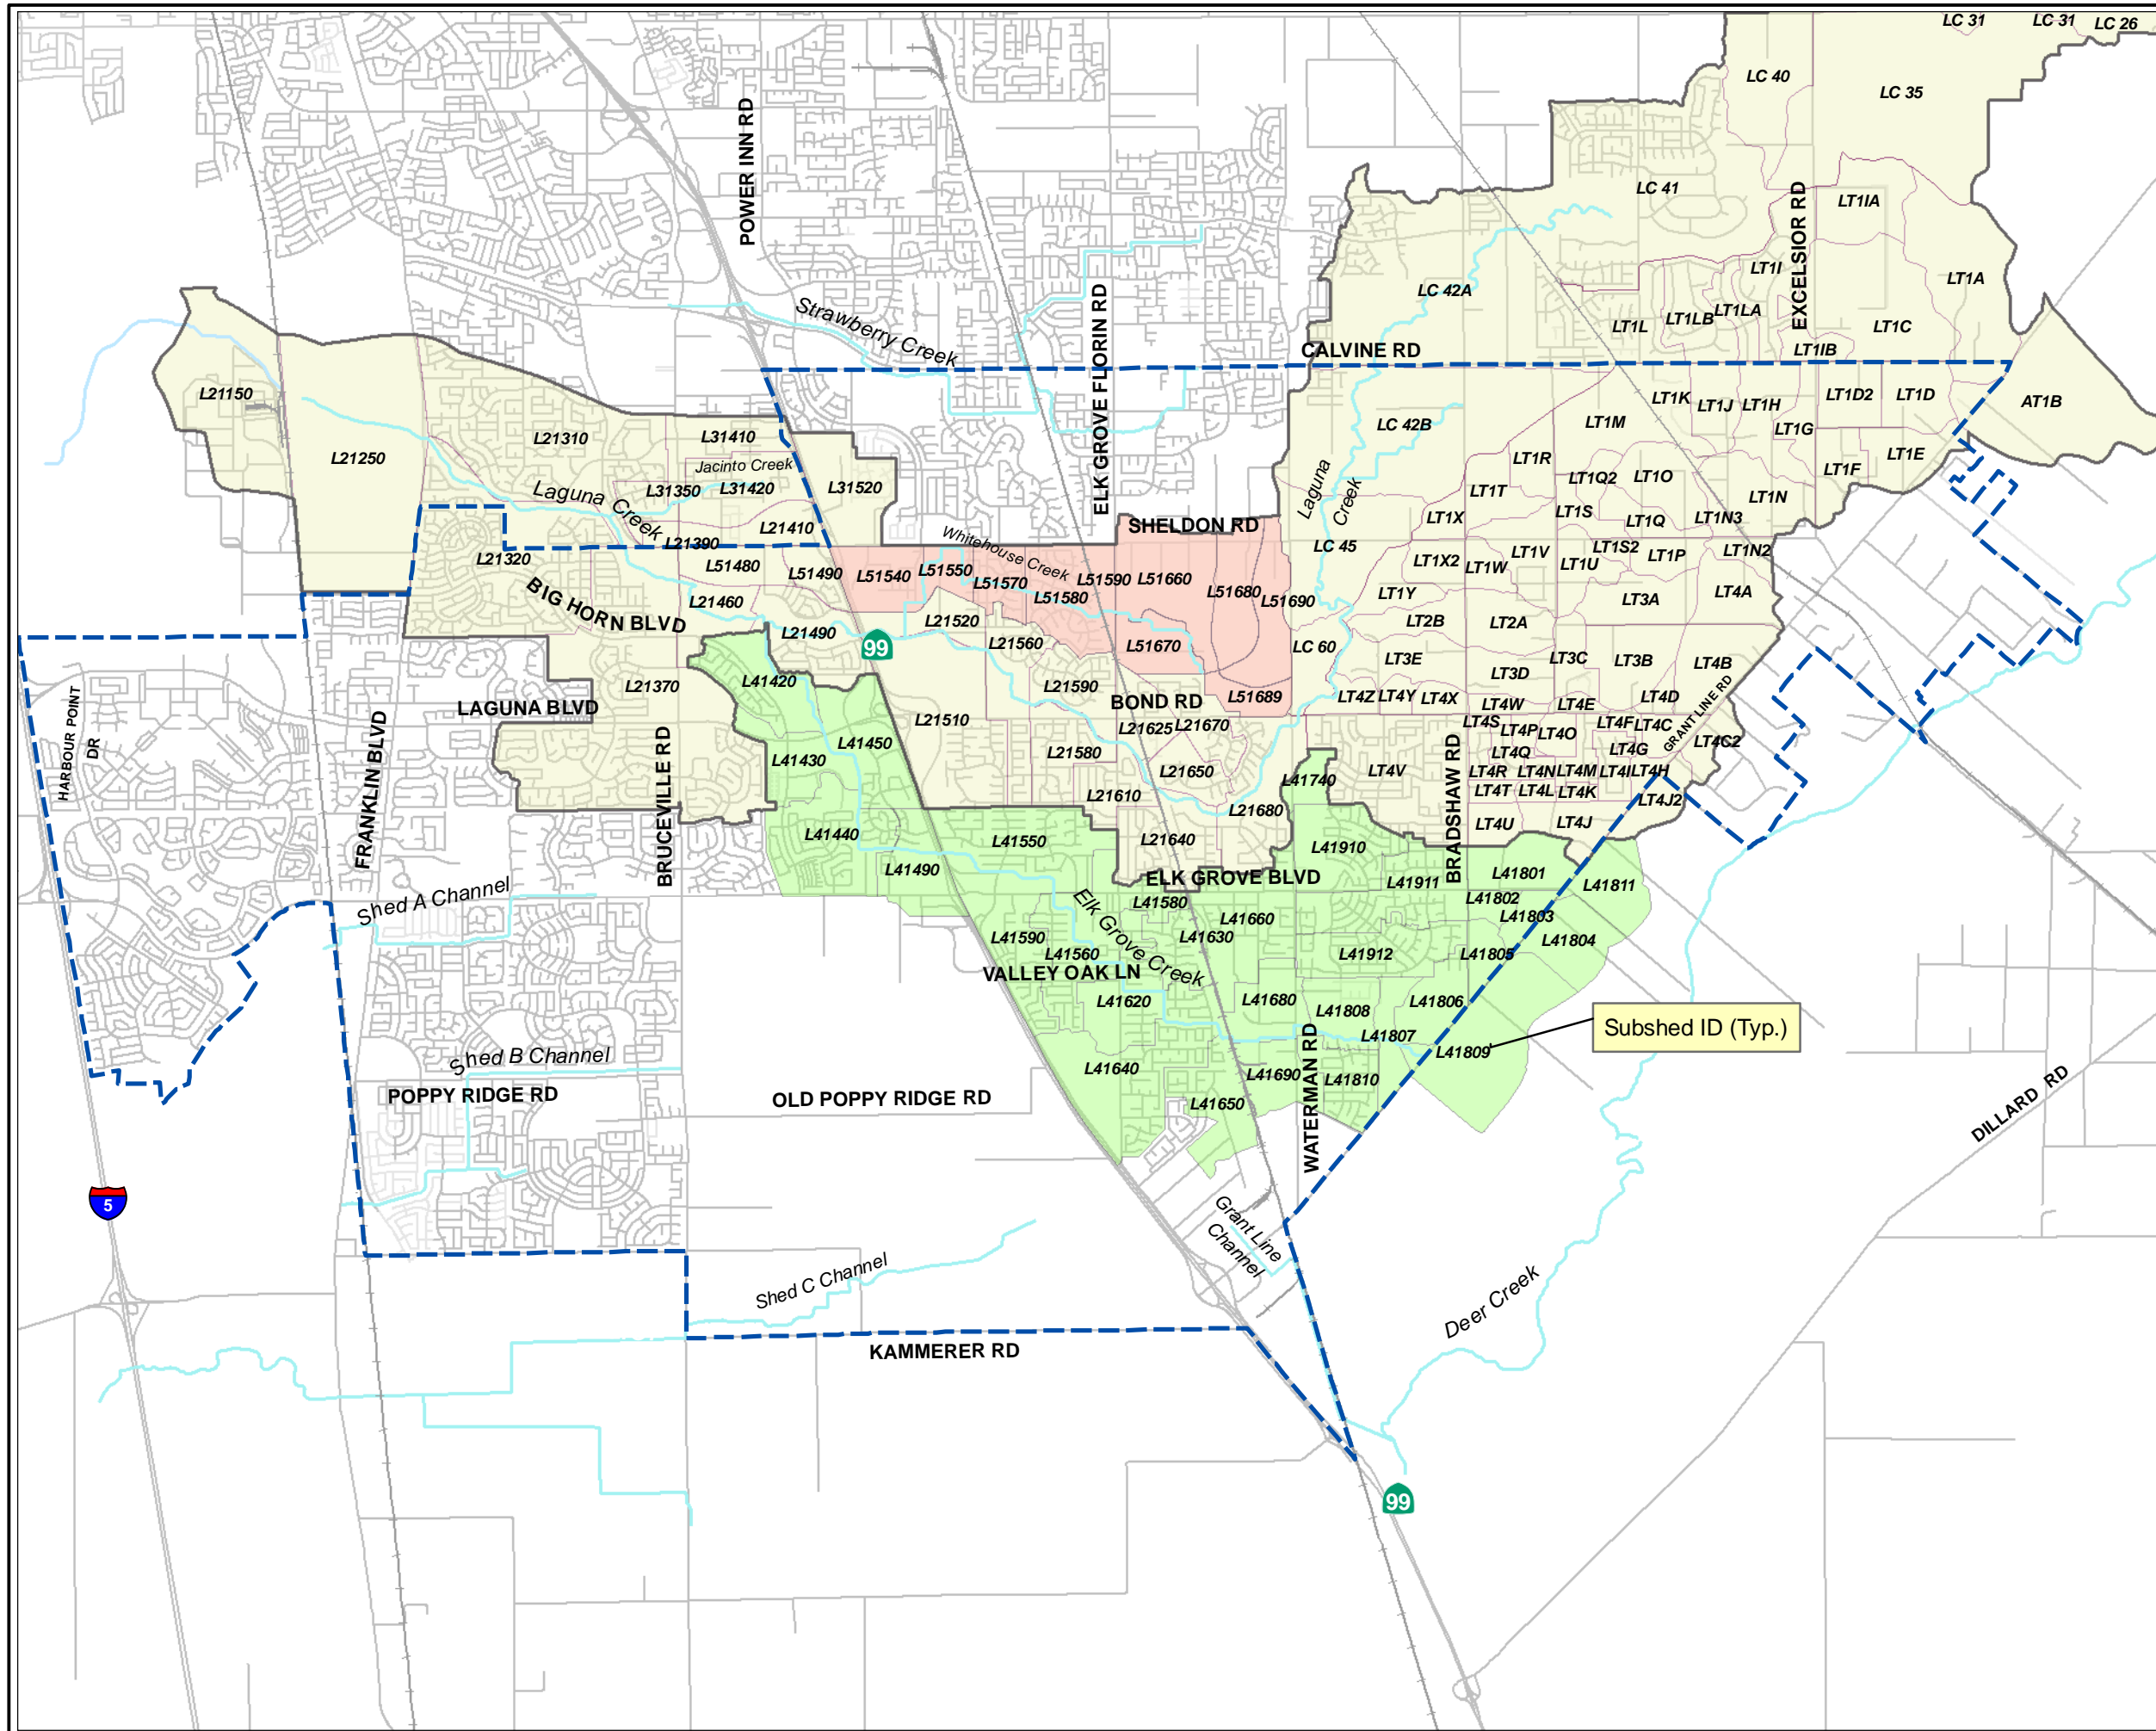 LC 31
LC 31
LC 26
LC 40
LC 35
POWER INN RD
LC 41
EXCELSIOR RD
LT1IA
LT1I
LT1A
LC 42A
Strawberry Creek
ELK GROVE FLORIN RD
LT1L
LT1LB
LT1LA
LT1C
CALVINE RD
LT1IB
L21150
L21250
L21310
L31410
Jacinto Creek
L31350
L31420
L31520
Laguna Creek
L21410
L21390
LC 42B
LT1M
LT1K
LT1J
LT1H
LT1D2
LT1D
AT1B
LT1G
LT1E
LT1F
LT1R
LT1Q2
LT1O
LT1T
LT1N
LT1S
LT1Q
LT1N3
LT1X
Laguna
Creek
SHELDON RD
Whitehouse Creek
LC 45
L21320
L51480
L51490
L51540
L51550
L51570
L51580
L51590
L51660
L51680
L51690
LT1X2
LT1W
LT1V
LT1U
LT1S2
LT1P
LT1N2
LT1Y
LT3A
LT4A
BIG HORN BLVD
L21460
L21490
99
L21520
L21560
L51670
LC 60
LT2B
LT2A
LT3E
LT3D
LT3C
LT3B
LT4B
L21370
L41420
L21590
L51689
LT4Z
LT4Y
LT4X
LT4W
LT4E
LT4D
GRANT LINE RD
HARBOUR POINT
DR
LAGUNA BLVD
FRANKLIN BLVD
BRUCEVILLE RD
BOND RD
L21510
L21625
L21670
L41450
L41430
L21580
L21650
LT4S
LT4P
LT4O
LT4F
LT4C
LT4C2
LT4Q
LT4G
LT4V
BRADSHAW RD
LT4R
LT4N
LT4M
LT4I
LT4H
L41740
LT4T
LT4L
LT4K
LT4J2
L21610
L21680
LT4U
LT4J
L41440
L41550
L21640
L41910
L41490
ELK GROVE BLVD
L41911
L41801
L41811
Shed A Channel
L41580
L41802
L41660
L41803
Elk Grove Creek
L41590
L41630
L41804
L41560
L41912
L41805
VALLEY OAK LN
L41620
L41680
L41808
L41806
Subshed ID (Typ.)
L41807
L41809
Shed B Channel
L41640
L41690
L41810
WATERMAN RD
POPPY RIDGE RD
OLD POPPY RIDGE RD
L41650
DILLARD RD
5
Grant Line
Channel
Shed C Channel
Deer Creek
KAMMERER RD
99